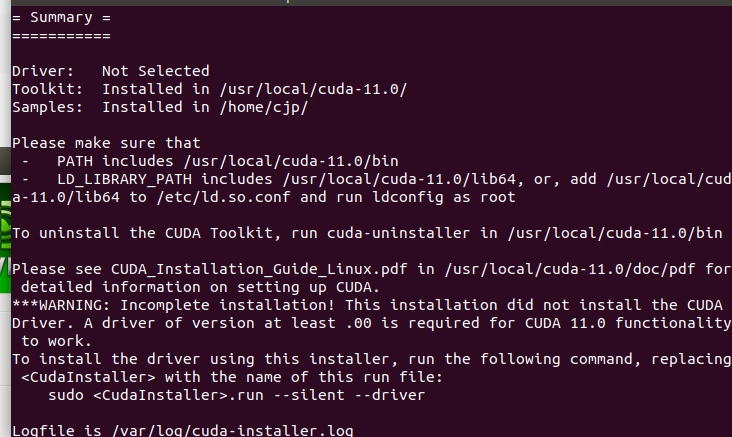 = Summary =
===========
Driver:   Not Selected
Toolkit:  Installed in /usr/local/cuda-11.0/
Samples:  Installed in /home/cjp/
Please make sure that
 -   PATH includes /usr/local/cuda-11.0/bin
 -   LD_LIBRARY_PATH includes /usr/local/cuda-11.0/lib64, or, add /usr/local/cud
a-11.0/lib64 to /etc/ld.so.conf and run ldconfig as root
To uninstall the CUDA Toolkit, run cuda-uninstaller in /usr/local/cuda-11.0/bin
Please see CUDA_Installation_Guide_Linux.pdf in /usr/local/cuda-11.0/doc/pdf for
 detailed information on setting up CUDA.
***WARNING: Incomplete installation! This installation did not install the CUDA
Driver. A driver of version at least .00 is required for CUDA 11.0 functionality
 to work.
To install the driver using this installer, run the following command, replacing
 <CudaInstaller> with the name of this run file:
    sudo <CudaInstaller>.run --silent --driver
Logfile is /var/log/cuda-installer.log